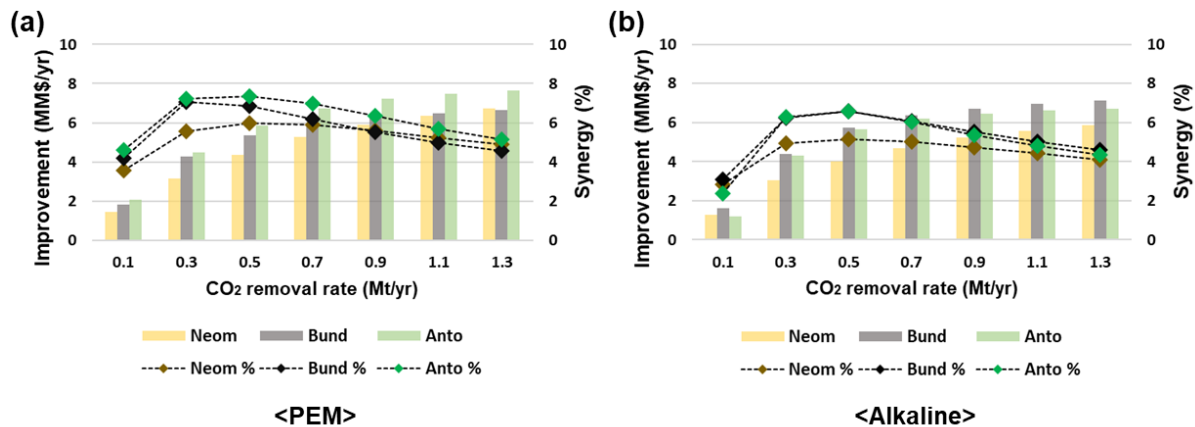 (a)
Improvement (MM$/yr)
10
8
6
4
2
0
10
8
6
4
2
0
Synergy (%)
0.1 0.3 0.5 0.7 0.9 1.1 1.3
CO₂ removal rate (Mt/yr)
Neom Bund Anto
Neom % Bund % Anto %
<PEM>
(b)
Improvement (MM$/yr)
10
8
6
4
2
0
10
8
6
4
2
0
Synergy (%)
0.1 0.3 0.5 0.7 0.9 1.1 1.3
CO₂ removal rate (Mt/yr)
Neom Bund Anto
Neom % Bund % Anto %
<Alkaline>